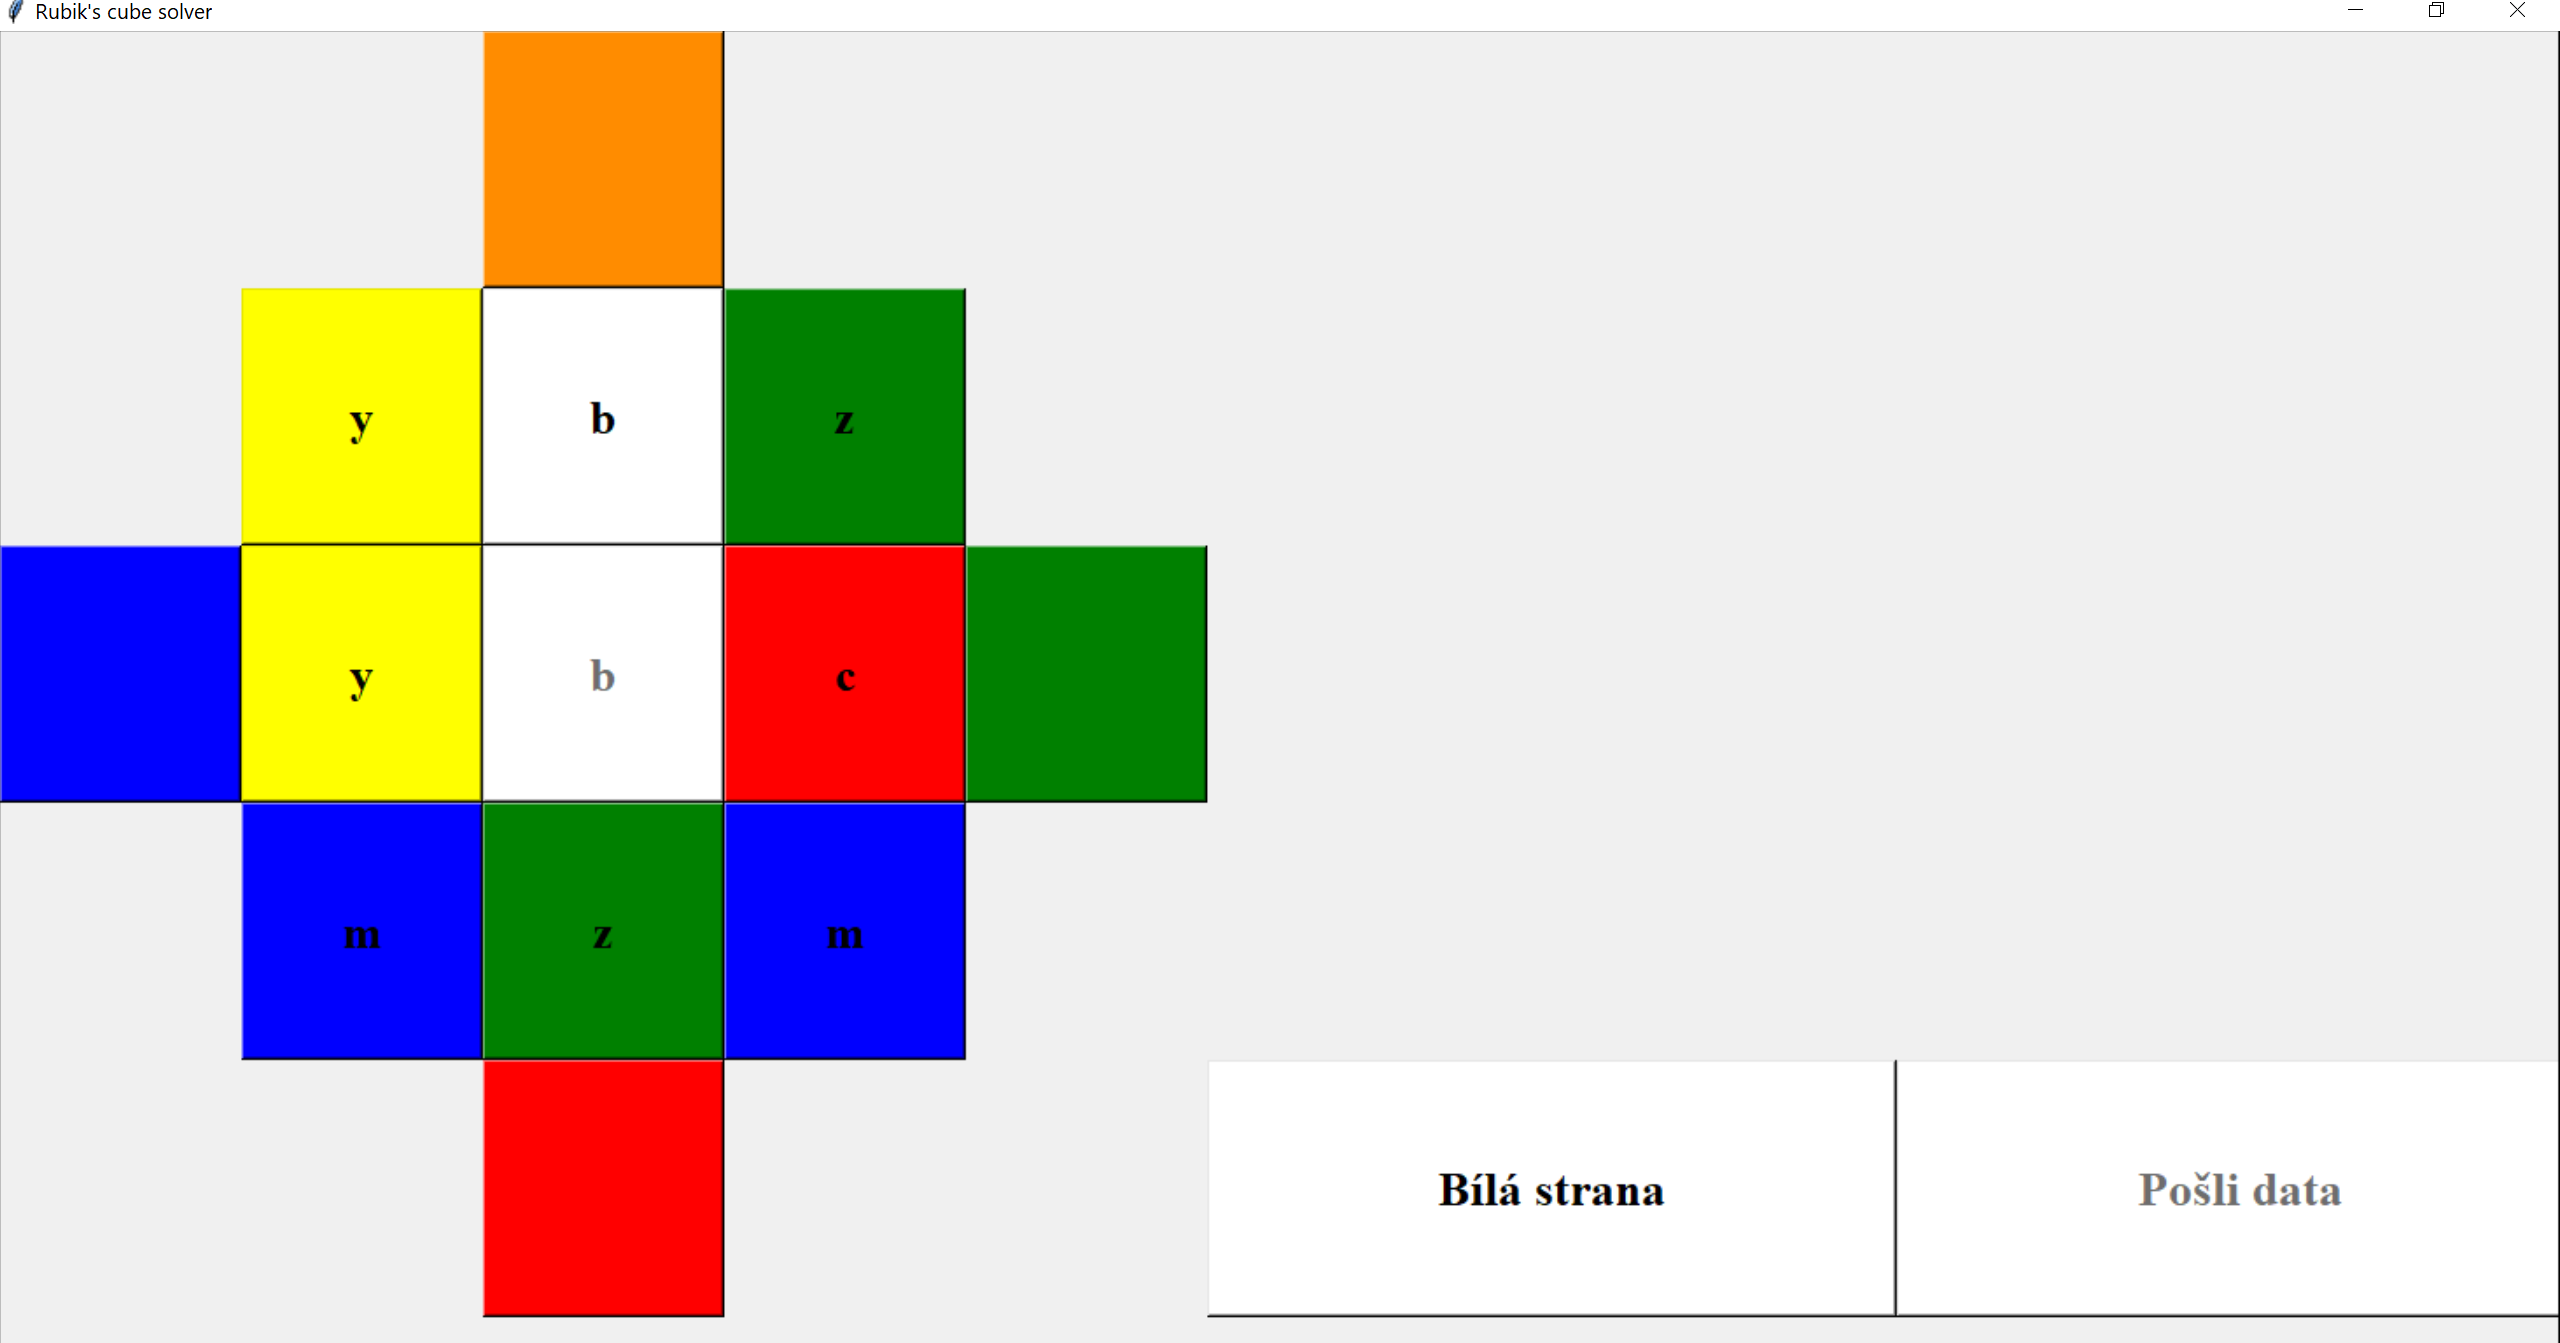 Rubik's cube solver
y b z
y b c
m z m
Bílá strana Pošli data